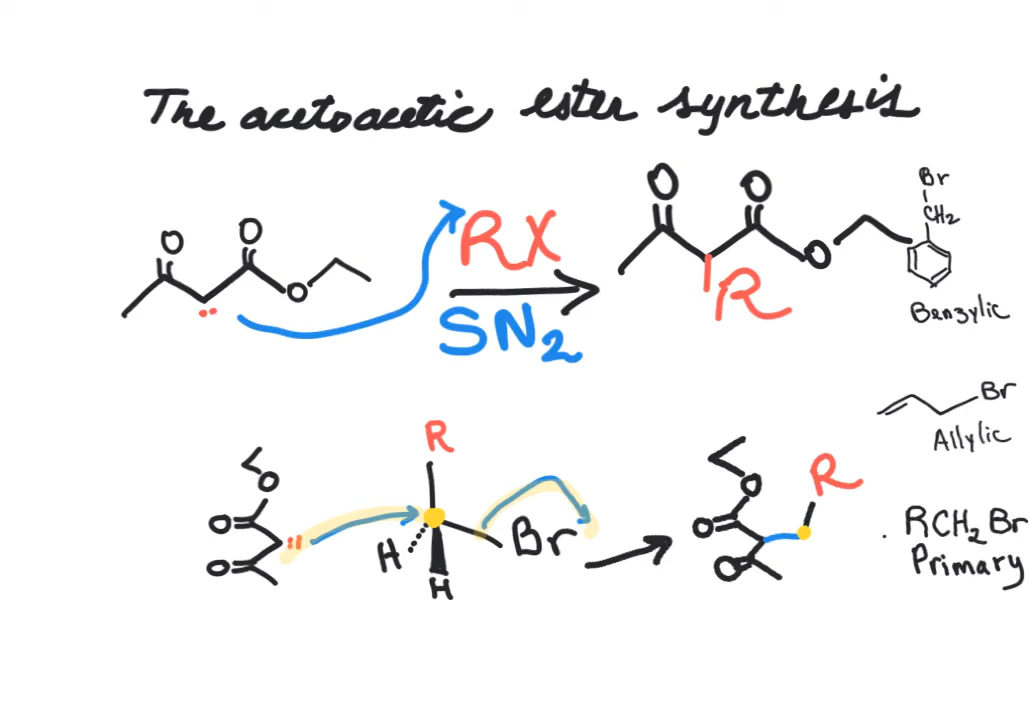 The acetoacetic ester synthesis
O O O
RX
SN2
O O O
R
Br
CH2
Benzylic
Br
Allylic
O
O
O
R
H
H
Br
O
O
O
R
RCH2Br
Primary